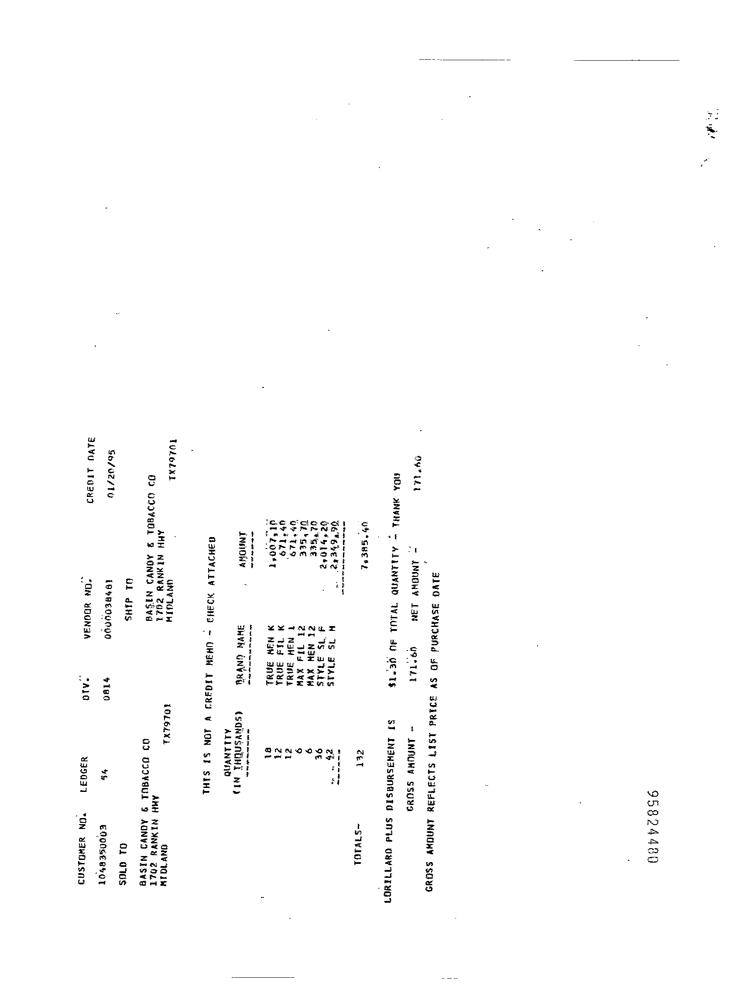 CUSTOMER NO. LEDGER DIV. VENDOR NO. CREDIT DATE
1048350003 54 0814 0000038481 01/20/95
SOLD TO SHIP TO
BASIN CANDY & TOBACCO CO BASIN CANDY & TOBACCO CO
1702 RANKIN HWY 1702 RANKIN HWY
MIDLAND TX79701 MIDLAND TX79701
THIS IS NOT A CREDIT MEMO - CHECK ATTACHED
QUANTITY
(IN THOUSANDS) BRAND NAME AMOUNT
18 TRUE MEN K 1,007.10
12 TRUE FIL K 671.40
12 TRUE MEN L 671.40
6 MAX FIL 12 335.70
6 MAX MEN 12 335.70
36 STYLE SL F 2,014.20
42 STYLE SL M 2,349.90
TOTALS- 132 7,385.40
LORILLARD PLUS DISBURSEMENT IS $1.30 OF TOTAL QUANTITY - THANK YOU
GROSS AMOUNT - 171.60 NET AMOUNT - 171.60
GROSS AMOUNT REFLECTS LIST PRICE AS OF PURCHASE DATE
95824480